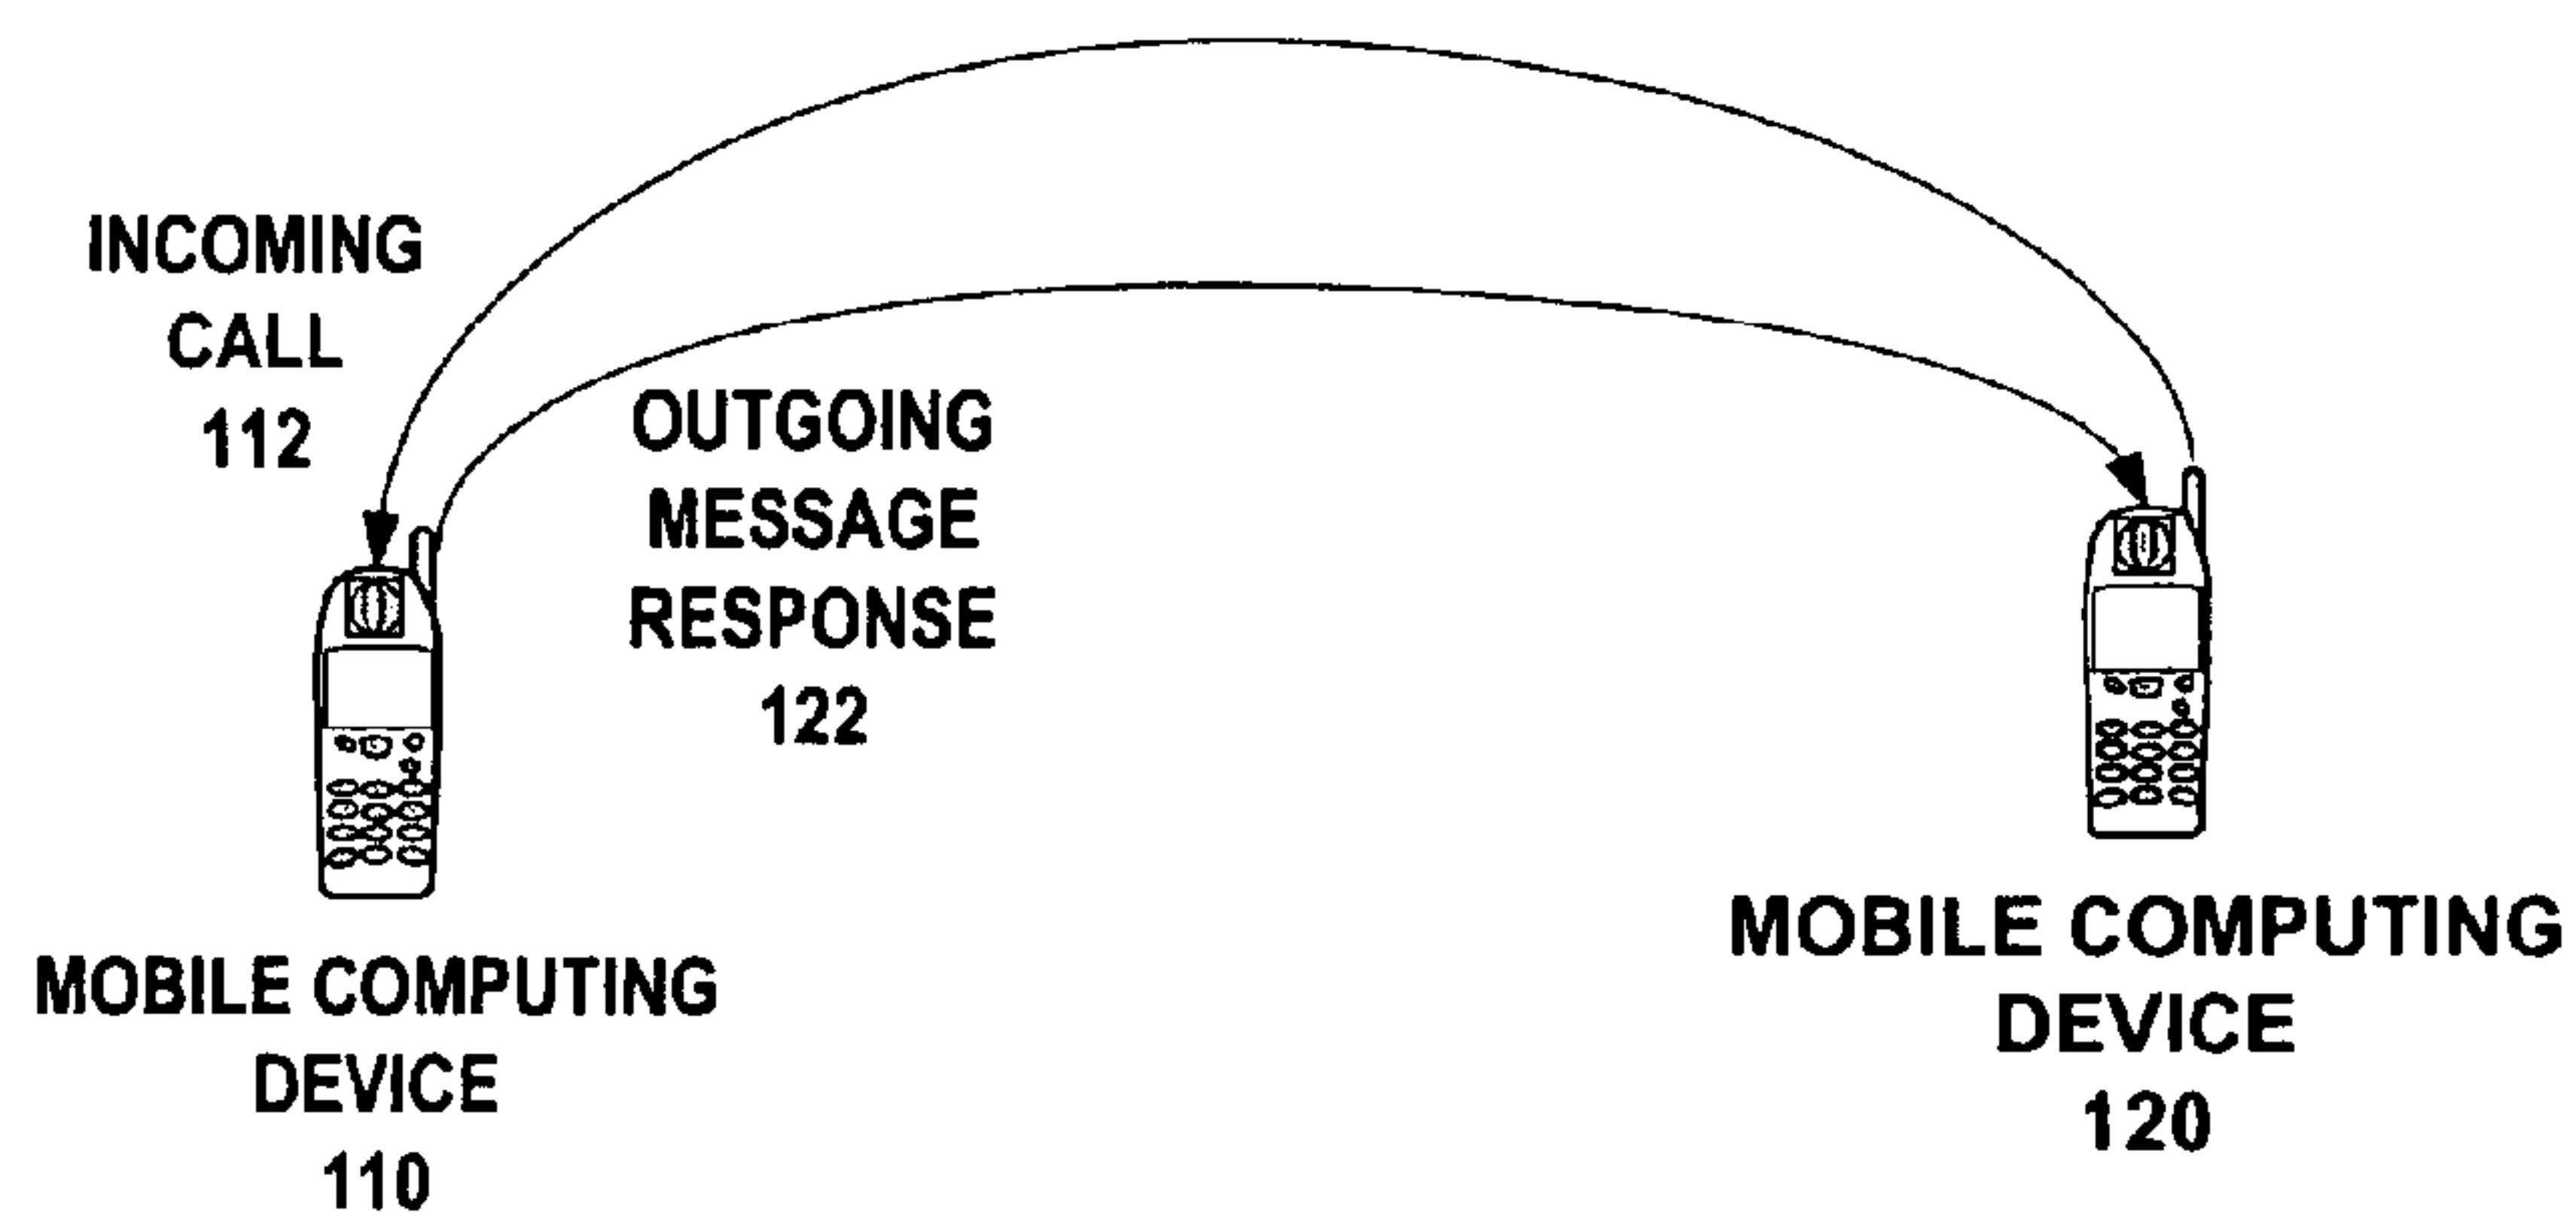 INCOMING
CALL
112
OUTGOING
MESSAGE
RESPONSE
122
MOBILE COMPUTING
DEVICE
110
MOBILE COMPUTING
DEVICE
120